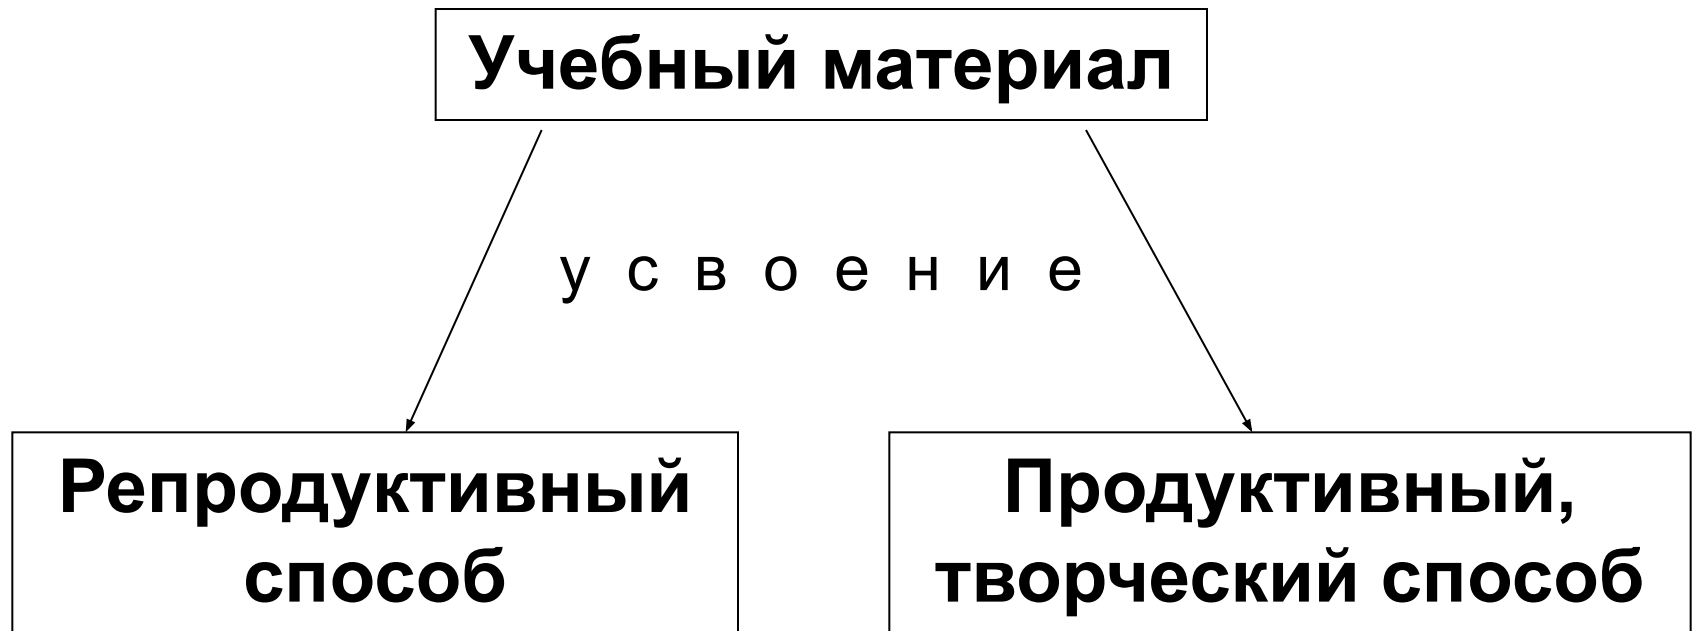 Учебный материал
у с в о е н и е
Репродуктивный
способ
Продуктивный,
творческий способ